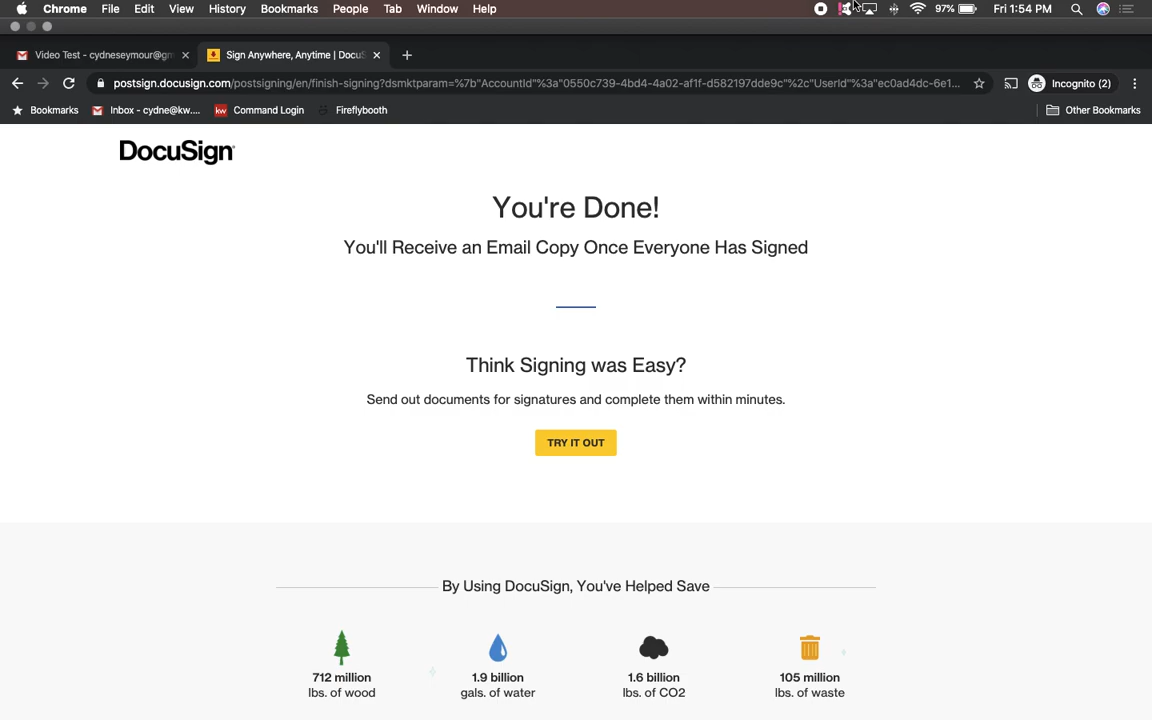 Chrome File Edit View History Bookmarks People Tab Window Help 97% Fri 1:54 PM
Video Test - cydneseymour@gm Sign Anywhere, Anytime | DocuS
postsign.docusign.com/postsigning/en/finish-signing?dsmktparam=%7b"AccountId"%3a"0550c739-4bd4-4a02-af1f-d582197dde9c"%2c"UserId"%3a"ec0ad4dc-6e1... Incognito (2)
Bookmarks Inbox - cydne@kw.... kw Command Login Fireflybooth Other Bookmarks
DocuSign
You're Done!
You'll Receive an Email Copy Once Everyone Has Signed
Think Signing was Easy?
Send out documents for signatures and complete them within minutes.
TRY IT OUT
By Using DocuSign, You've Helped Save
712 million 1.9 billion 1.6 billion 105 million
lbs. of wood gals. of water lbs. of CO2 lbs. of waste